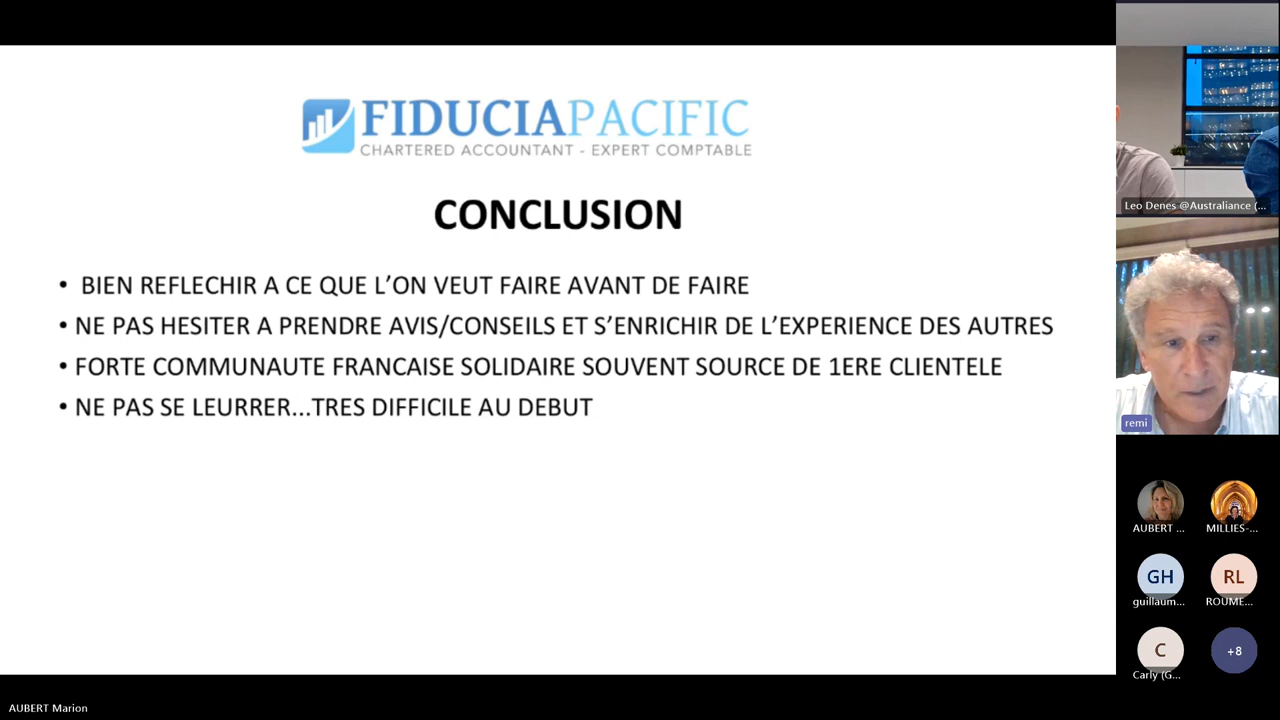 FIDUCIAPACIFIC
CHARTERED ACCOUNTANT - EXPERT COMPTABLE
CONCLUSION
• BIEN REFLECHIR A CE QUE L’ON VEUT FAIRE AVANT DE FAIRE
• NE PAS HESITER A PRENDRE AVIS/CONSEILS ET S’ENRICHIR DE L’EXPERIENCE DES AUTRES
• FORTE COMMUNAUTE FRANCAISE SOLIDAIRE SOUVENT SOURCE DE 1ERE CLIENTELE
• NE PAS SE LEURRER...TRES DIFFICILE AU DEBUT
Leo Denes @Australiance (...
remi
AUBERT ...
MILLIES-...
GH
guillaum...
RL
ROUME...
C
Carly (G...
+8
AUBERT Marion